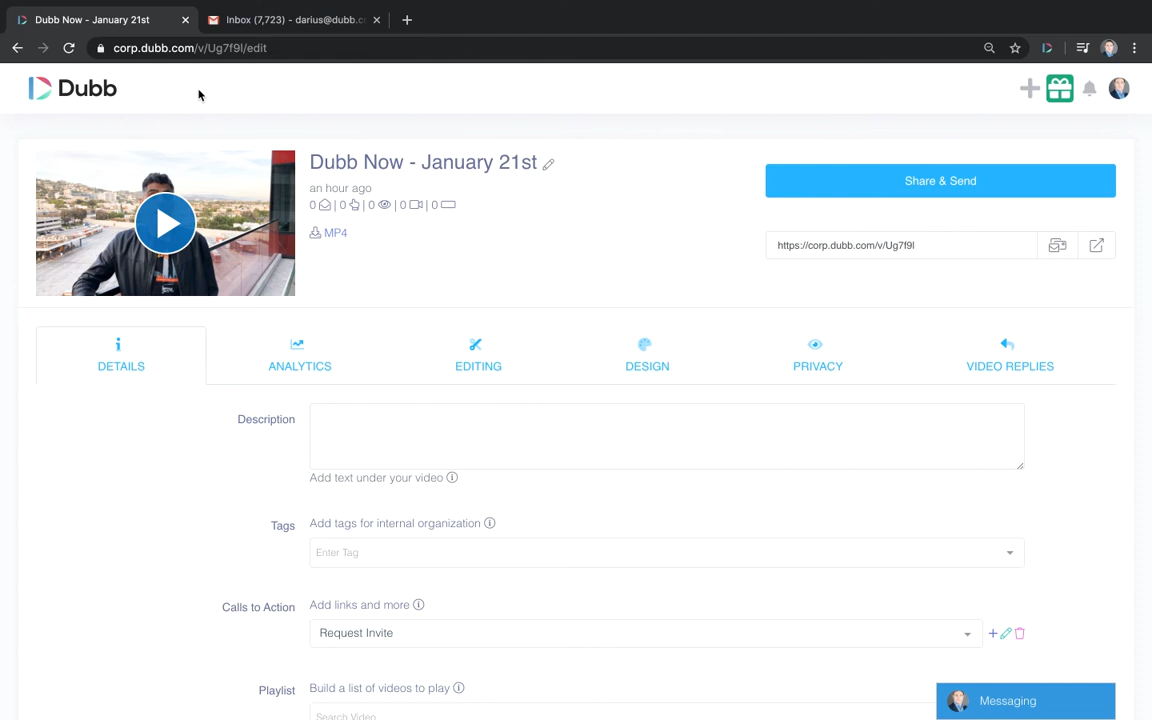 Dubb Now - January 21st
Inbox (7,723) - darius@dubb.c
corp.dubb.com/v/Ug7f9l/edit
Dubb
Dubb Now - January 21st
an hour ago
0 | 0 | 0 | 0 | 0
MP4
Share & Send
https://corp.dubb.com/v/Ug7f9l
DETAILS
ANALYTICS
EDITING
DESIGN
PRIVACY
VIDEO REPLIES
Description
Add text under your video
Tags
Add tags for internal organization
Enter Tag
Calls to Action
Add links and more
Request Invite
Playlist
Build a list of videos to play
Search Video
Messaging